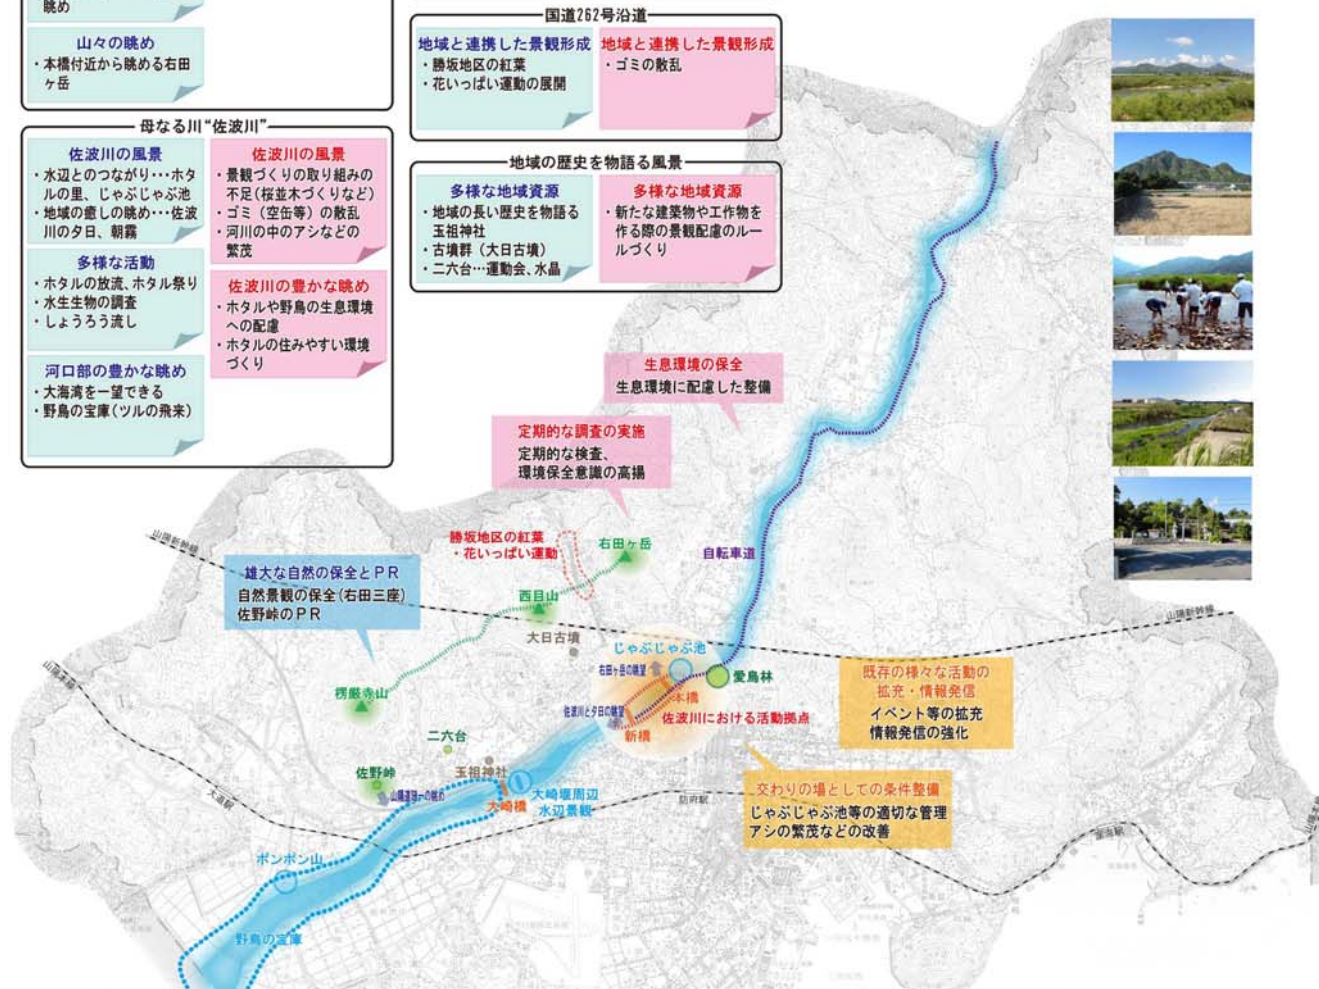 眺め
山々の眺め
・本橋付近から眺める右田
ヶ岳
母なる川“佐波川”
佐波川の風景
・水辺とのつながり…ホタ
ルの里、じゃぶじゃぶ池
・地域の癒しの眺め…佐波
川の夕日、朝霧
多様な活動
・ホタルの放流、ホタル祭り
・水生生物の調査
・しょうろう流し
河口部の豊かな眺め
・大海湾を一望できる
・野鳥の宝庫(ツルの飛来)
佐波川の風景
・景観づくりの取り組みの
不足(桜並木づくりなど)
・ゴミ(空缶等)の散乱
・河川の中のアシなどの
繁茂
佐波川の豊かな眺め
・ホタルや野鳥の生息環境
への配慮
・ホタルの住みやすい環境
づくり
国道262号沿道
地域と連携した景観形成
・勝坂地区の紅葉
・花いっぱい運動の展開
地域と連携した景観形成
・ゴミの散乱
地域の歴史を物語る風景
多様な地域資源
・地域の長い歴史を物語る
玉祖神社
・古墳群(大日古墳)
・二六台…運動会、水晶
多様な地域資源
・新たな建築物や工作物を
作る際の景観配慮のルー
ルづくり
生息環境の保全
生息環境に配慮した整備
定期的な調査の実施
定期的な検査、
環境保全意識の高揚
山陽新幹線
勝坂地区の紅葉
・花いっぱい運動
右田ヶ岳
自転車道
雄大な自然の保全とPR
自然景観の保全(右田三座)
佐野峠のPR
西目山
大日古墳
山陽新幹線
じゃぶじゃぶ池
右田ヶ岳の眺望
愛鳥林
本橋
山陽本線
楞厳寺山
佐波川と夕日の眺望
佐波川における活動拠点
新橋
既存の様々な活動の
拡充・情報発信
イベント等の拡充
情報発信の強化
二六台
佐野峠
玉祖神社
大崎橋
大崎堰周辺
水辺景観
大道駅
防府駅
交わりの場としての条件整備
じゃぶじゃぶ池等の適切な管理
アシの繁茂などの改善
山陽本線
ポンポン山
野鳥の宝庫